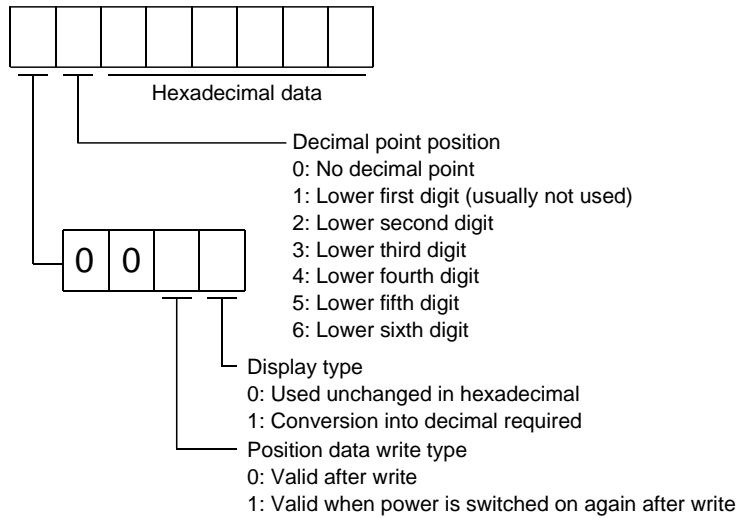 Hexadecimal data
Decimal point position
0: No decimal point
1: Lower first digit (usually not used)
2: Lower second digit
3: Lower third digit
4: Lower fourth digit
5: Lower fifth digit
6: Lower sixth digit
0 0
Display type
0: Used unchanged in hexadecimal
1: Conversion into decimal required
Position data write type
0: Valid after write
1: Valid when power is switched on again after write